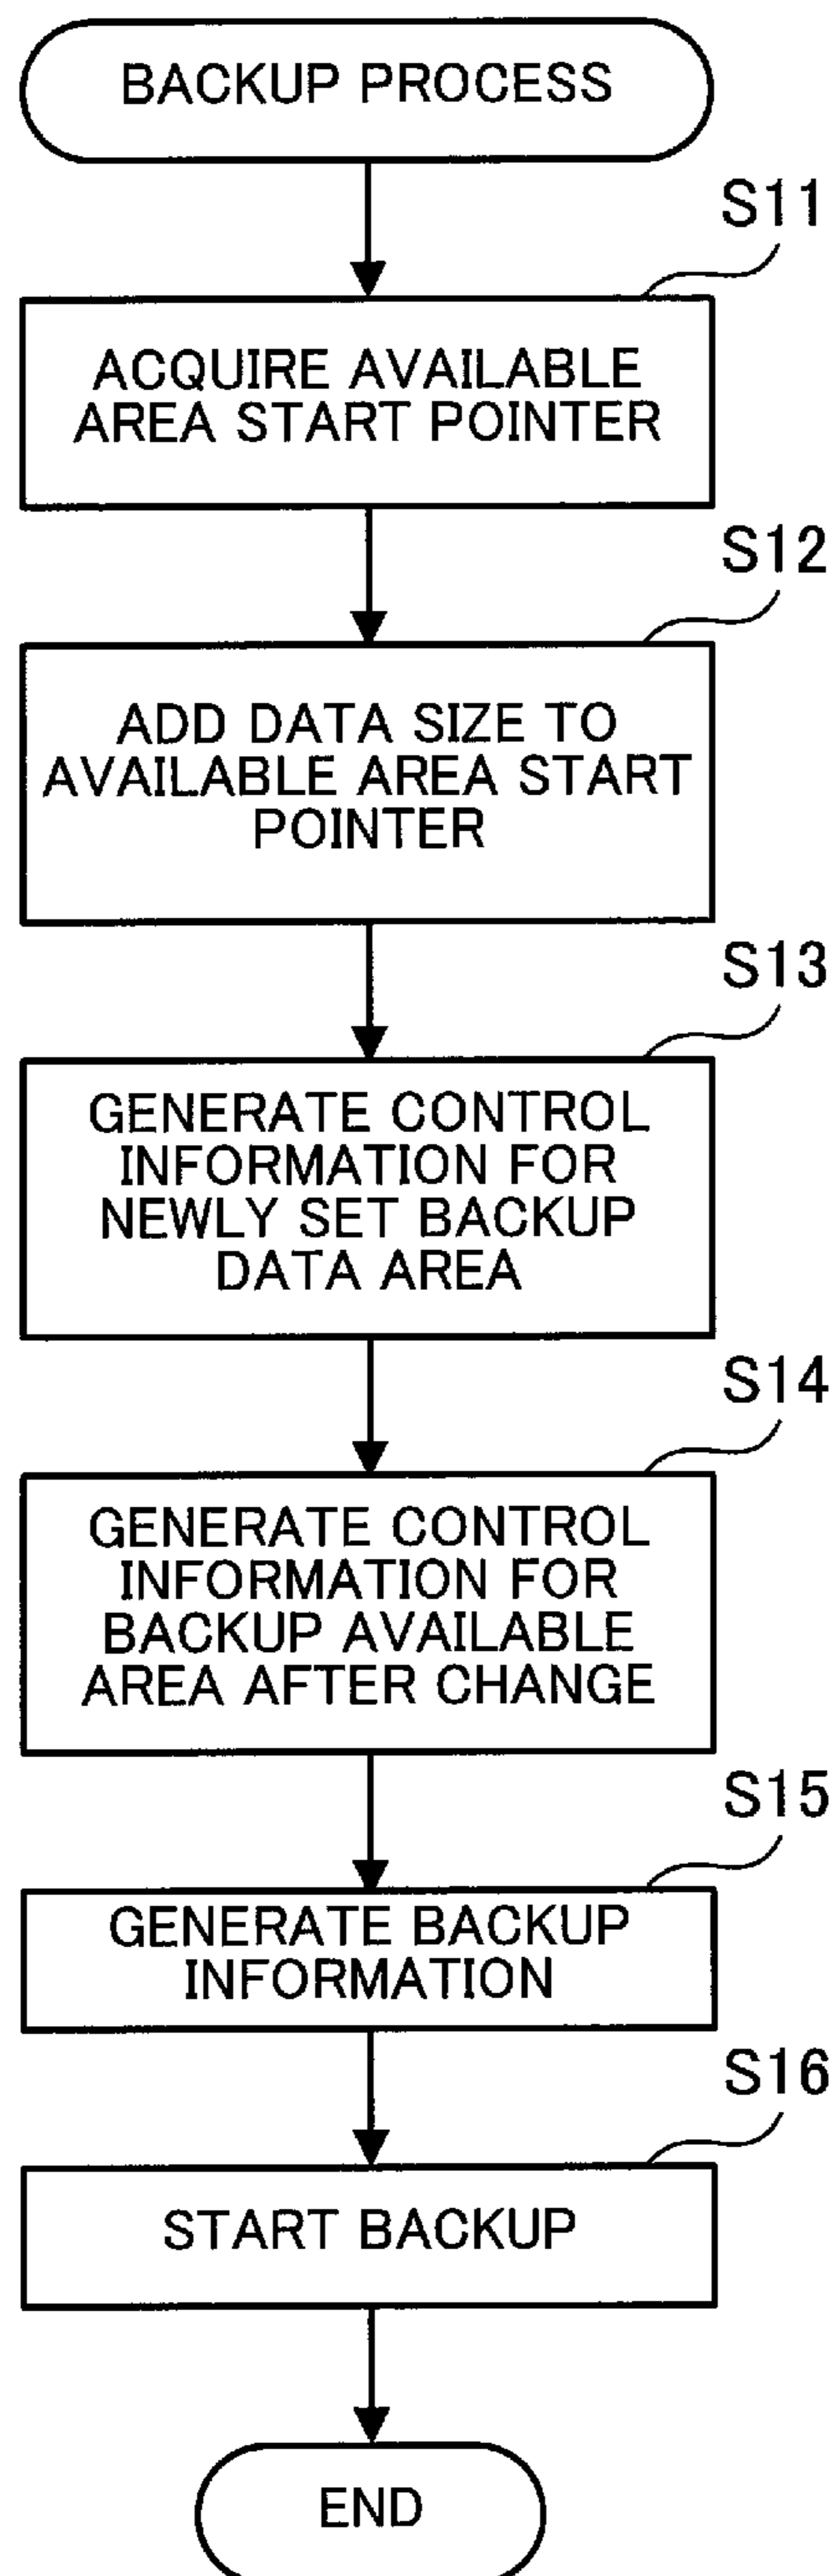 BACKUP PROCESS
S11
ACQUIRE AVAILABLE
AREA START POINTER
S12
ADD DATA SIZE TO
AVAILABLE AREA START
POINTER
S13
GENERATE CONTROL
INFORMATION FOR
NEWLY SET BACKUP
DATA AREA
S14
GENERATE CONTROL
INFORMATION FOR
BACKUP AVAILABLE
AREA AFTER CHANGE
S15
GENERATE BACKUP
INFORMATION
S16
START BACKUP
END